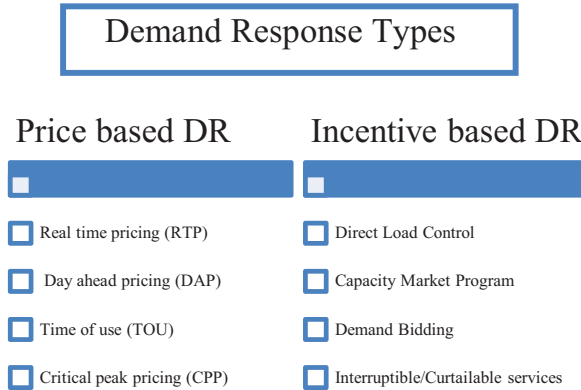 Demand Response Types
Price based DR
Incentive based DR
Real time pricing (RTP)
Day ahead pricing (DAP)
Time of use (TOU)
Critical peak pricing (CPP)
Direct Load Control
Capacity Market Program
Demand Bidding
Interruptible/Curtailable services